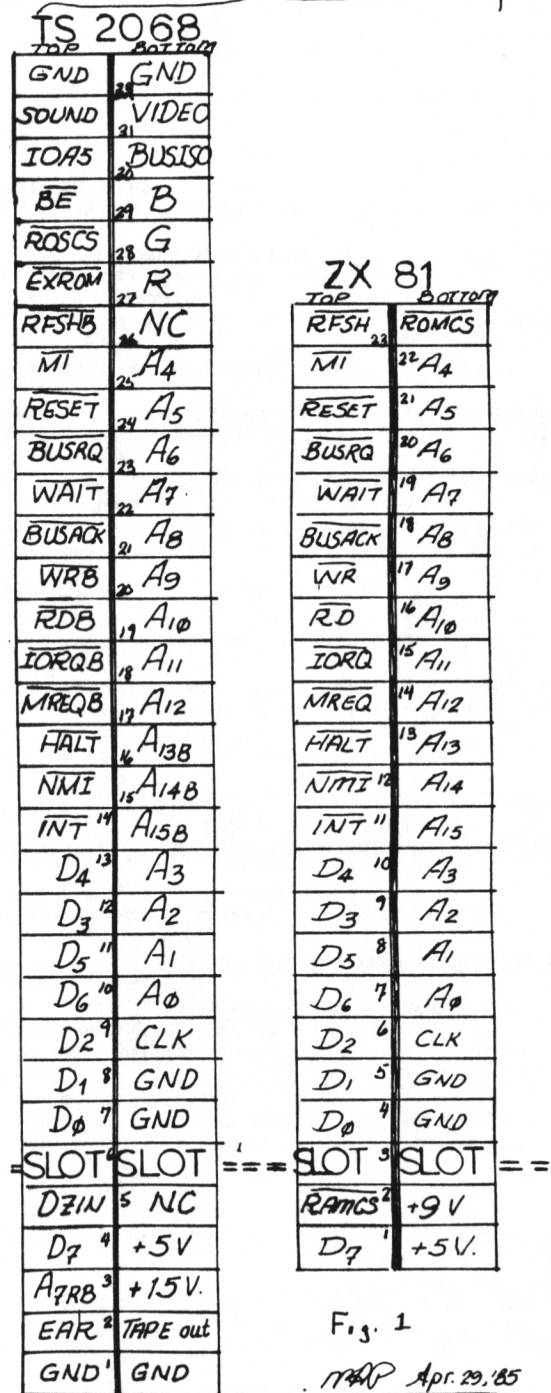 TS 2068
TOP BOTTOM
GND GND
SOUND 31 VIDEO
IOA5 30 BUSISO
BE 29 B
ROSCS 28 G
EXROM 27 R
RFSHB 26 NC
M1 25 A4
RESET 24 A5
BUSRQ 23 A6
WAIT 22 A7
BUSACK 21 A8
WRB 20 A9
RDB 19 A10
IORQB 18 A11
MREQB 17 A12
HALT 16 A13B
NMI 15 A14B
INT 14 A15B
D4 13 A3
D3 12 A2
D5 11 A1
D6 10 A0
D2 9 CLK
D1 8 GND
D0 7 GND
SLOT 6 SLOT
DZIN 5 NC
D7 4 +5V
A7RB 3 +15V.
EAR 2 TAPE out
GND 1 GND
ZX 81
TOP BOTTOM
RFSH 23 ROMCS
M1 22 A4
RESET 21 A5
BUSRQ 20 A6
WAIT 19 A7
BUSACK 18 A8
WR 17 A9
RD 16 A10
IORQ 15 A11
MREQ 14 A12
HALT 13 A13
NMI 12 A14
INT 11 A15
D4 10 A3
D3 9 A2
D5 8 A1
D6 7 A0
D2 6 CLK
D1 5 GND
D0 4 GND
SLOT 3 SLOT
RAMCS 2 +9V
D7 1 +5V.
Fig. 1
Apr. 29,'85